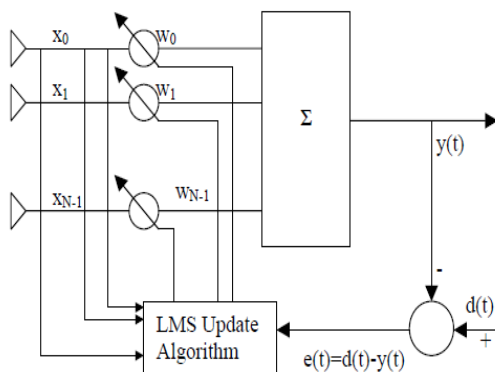 x0 w0
x1 w1
Σ
y(t)
xN-1 wN-1
-
d(t)
+
LMS Update
Algorithm
e(t)=d(t)-y(t)